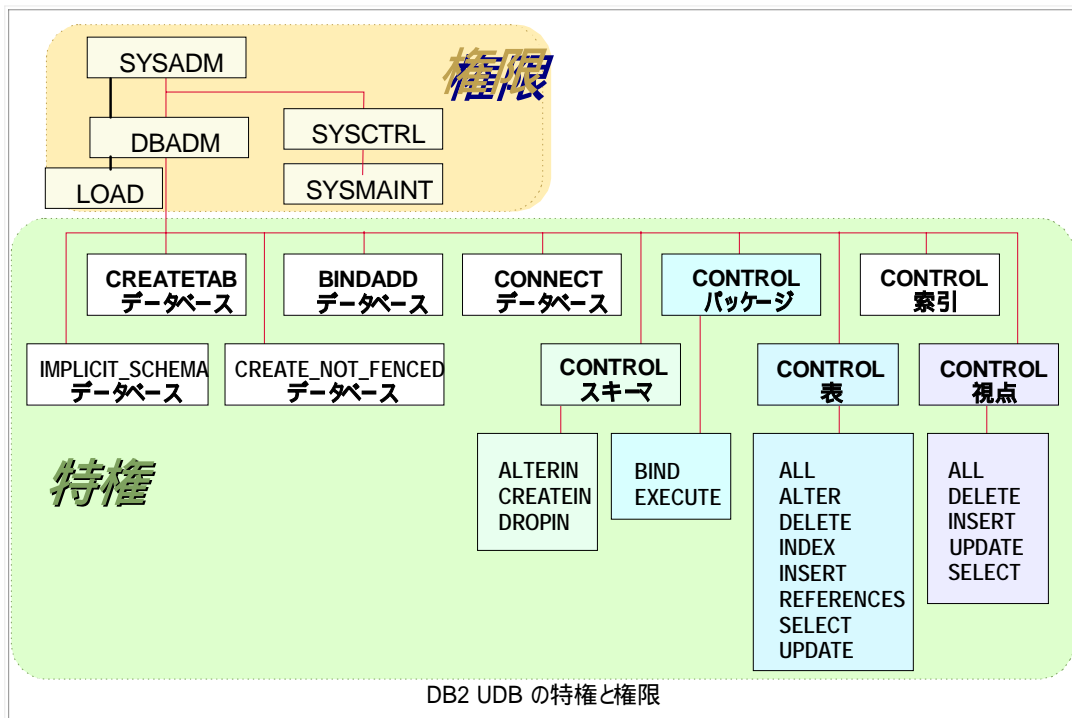 SYSADM
権限
DBADM
SYSCTRL
LOAD
SYSMAINT
CREATETAB
データベース
BINDADD
データベース
CONNECT
データベース
CONTROL
パッケージ
CONTROL
索引
IMPLICIT_SCHEMA
データベース
CREATE_NOT_FENCED
データベース
CONTROL
スキーマ
CONTROL
表
CONTROL
視点
特権
ALTERIN
CREATEIN
DROPIN
BIND
EXECUTE
ALL
ALTER
DELETE
INDEX
INSERT
REFERENCES
SELECT
UPDATE
ALL
DELETE
INSERT
UPDATE
SELECT
DB2 UDB の特権と権限